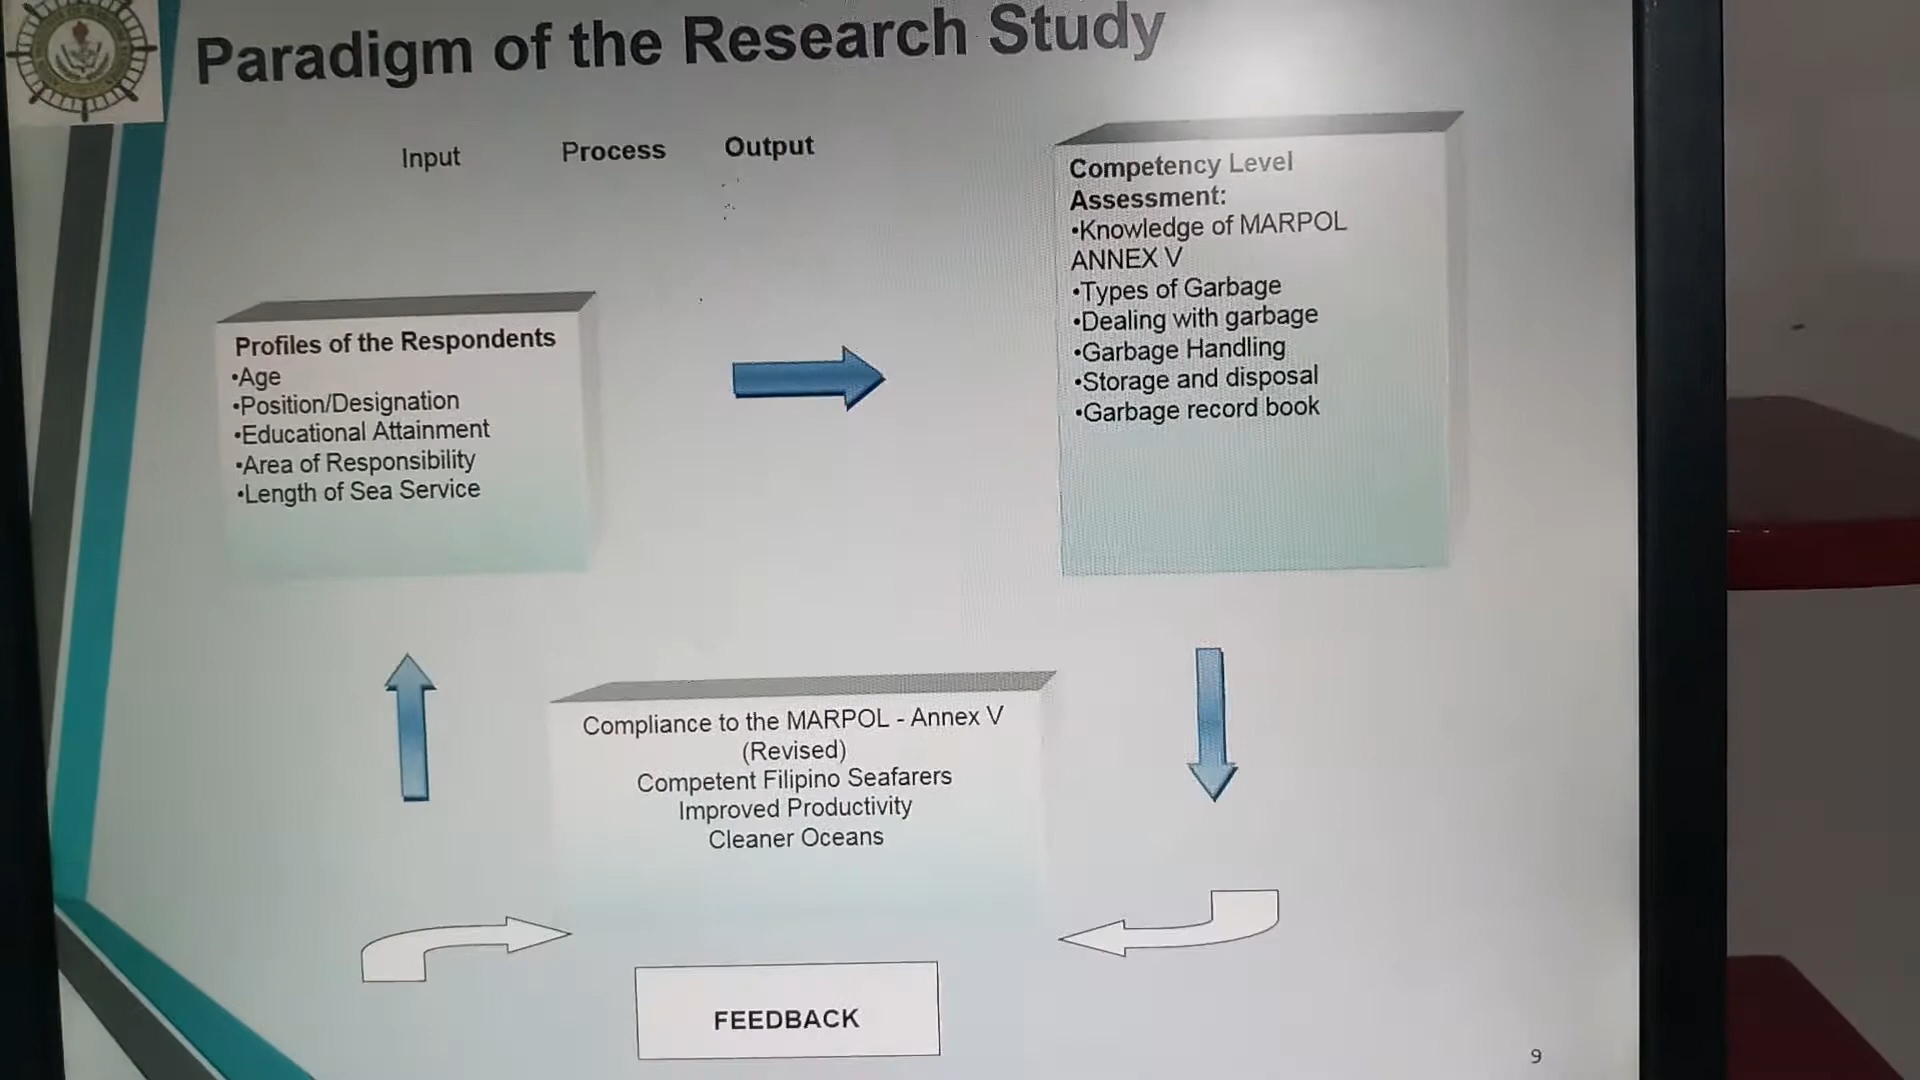 Paradigm of the Research Study
Input
Process
Output
Profiles of the Respondents
•Age
•Position/Designation
•Educational Attainment
•Area of Responsibility
•Length of Sea Service
Competency Level
Assessment:
•Knowledge of MARPOL
ANNEX V
•Types of Garbage
•Dealing with garbage
•Garbage Handling
•Storage and disposal
•Garbage record book
Compliance to the MARPOL - Annex V
(Revised)
Competent Filipino Seafarers
Improved Productivity
Cleaner Oceans
FEEDBACK
9